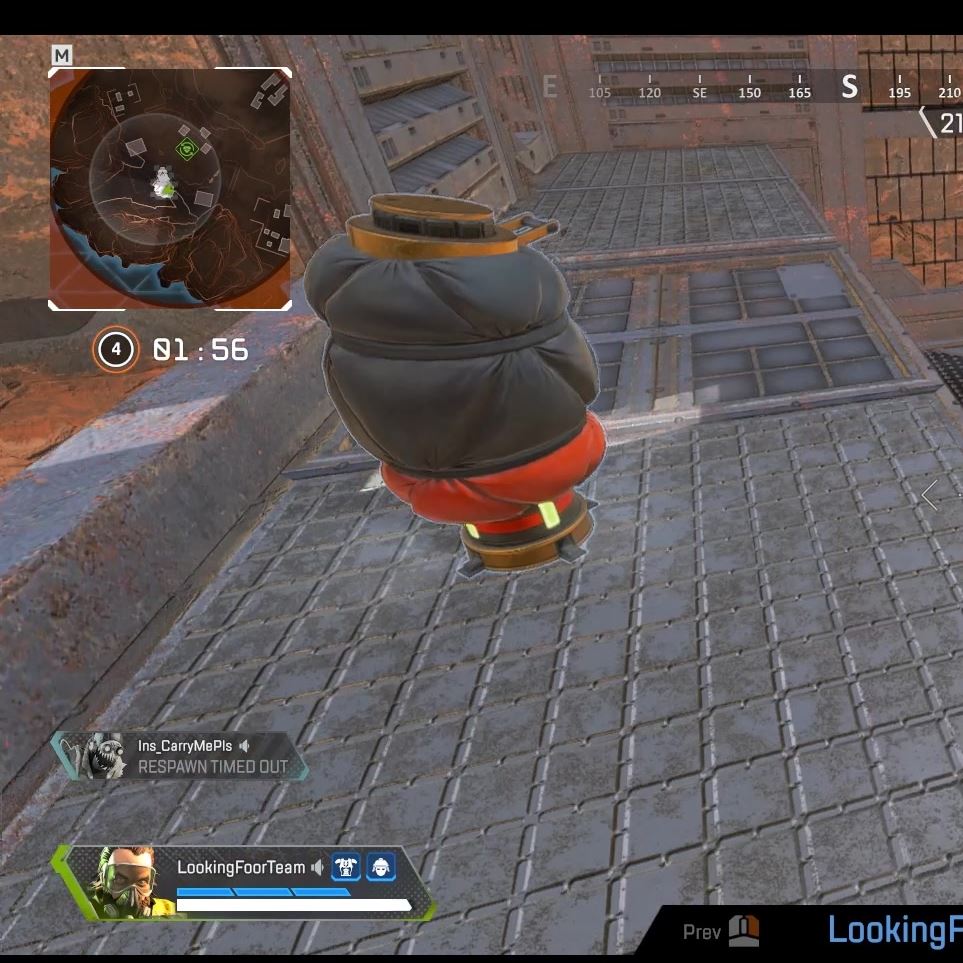 M
E 105 120 SE 150 165 S 195 210
21
4 01:56
Ins_CarryMePls
RESPAWN TIMED OUT
LookingFoorTeam
Prev LookingF